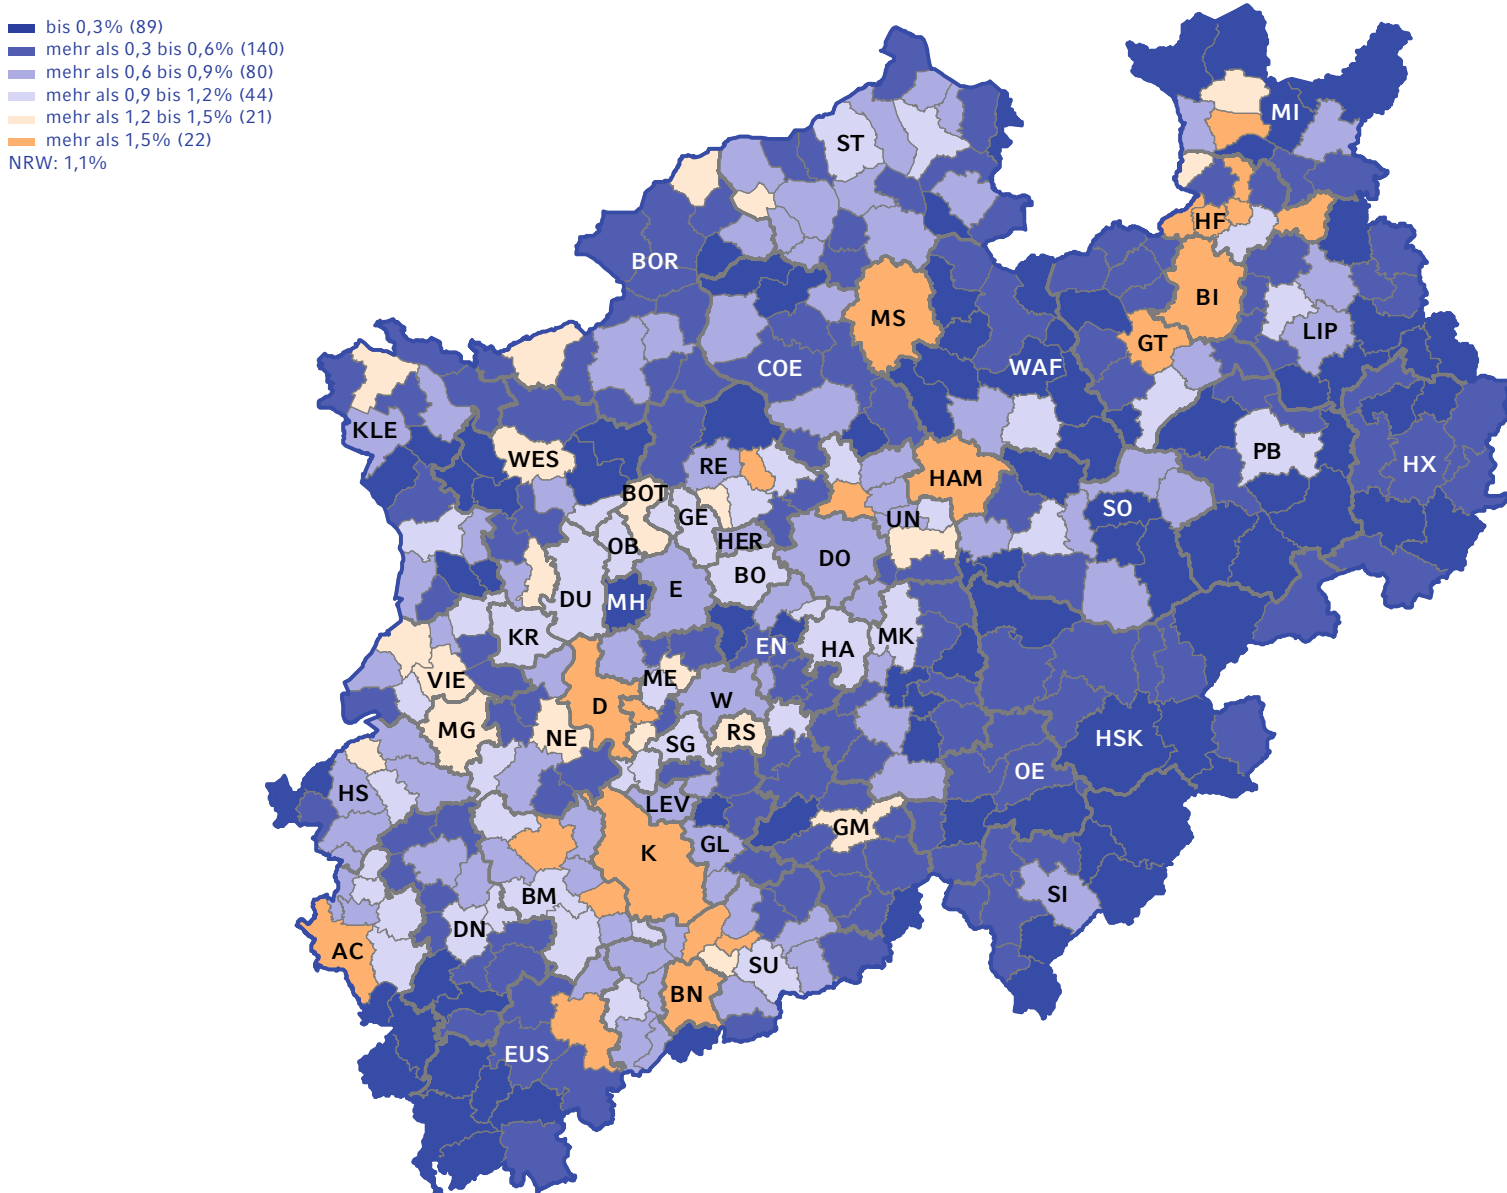 bis 0,3% (89)
mehr als 0,3 bis 0,6% (140)
mehr als 0,6 bis 0,9% (80)
mehr als 0,9 bis 1,2% (44)
mehr als 1,2 bis 1,5% (21)
mehr als 1,5% (22)
NRW: 1,1%
MI
ST
HF
BOR
BI
MS
LIP
GT
COE
WAF
KLE
PB
WES
RE
HX
HAM
BOT
SO
GE
UN
HER
OB
DO
BO
E
DU
MH
KR
MK
EN
HA
ME
VIE
W
D
MG
RS
NE
SG
HSK
OE
HS
LEV
GM
GL
K
SI
BM
DN
AC
SU
BN
EUS